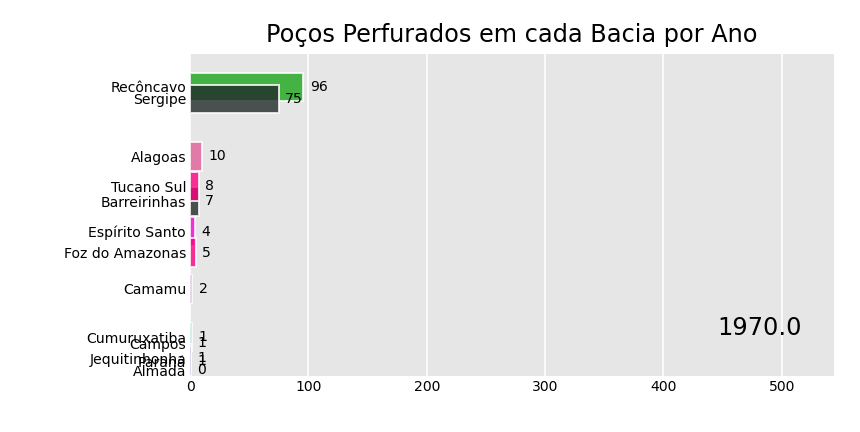 Poços Perfurados em cada Bacia por Ano
Recôncavo 96
Sergipe 75
Alagoas 10
Tucano Sul 8
Barreirinhas 7
Espírito Santo 4
Foz do Amazonas 5
Camamu 2
1970.0
Cumuruxatiba 1
Campos 1
Jequitinhonha 1
Paraná 1
Almada 0
0 100 200 300 400 500